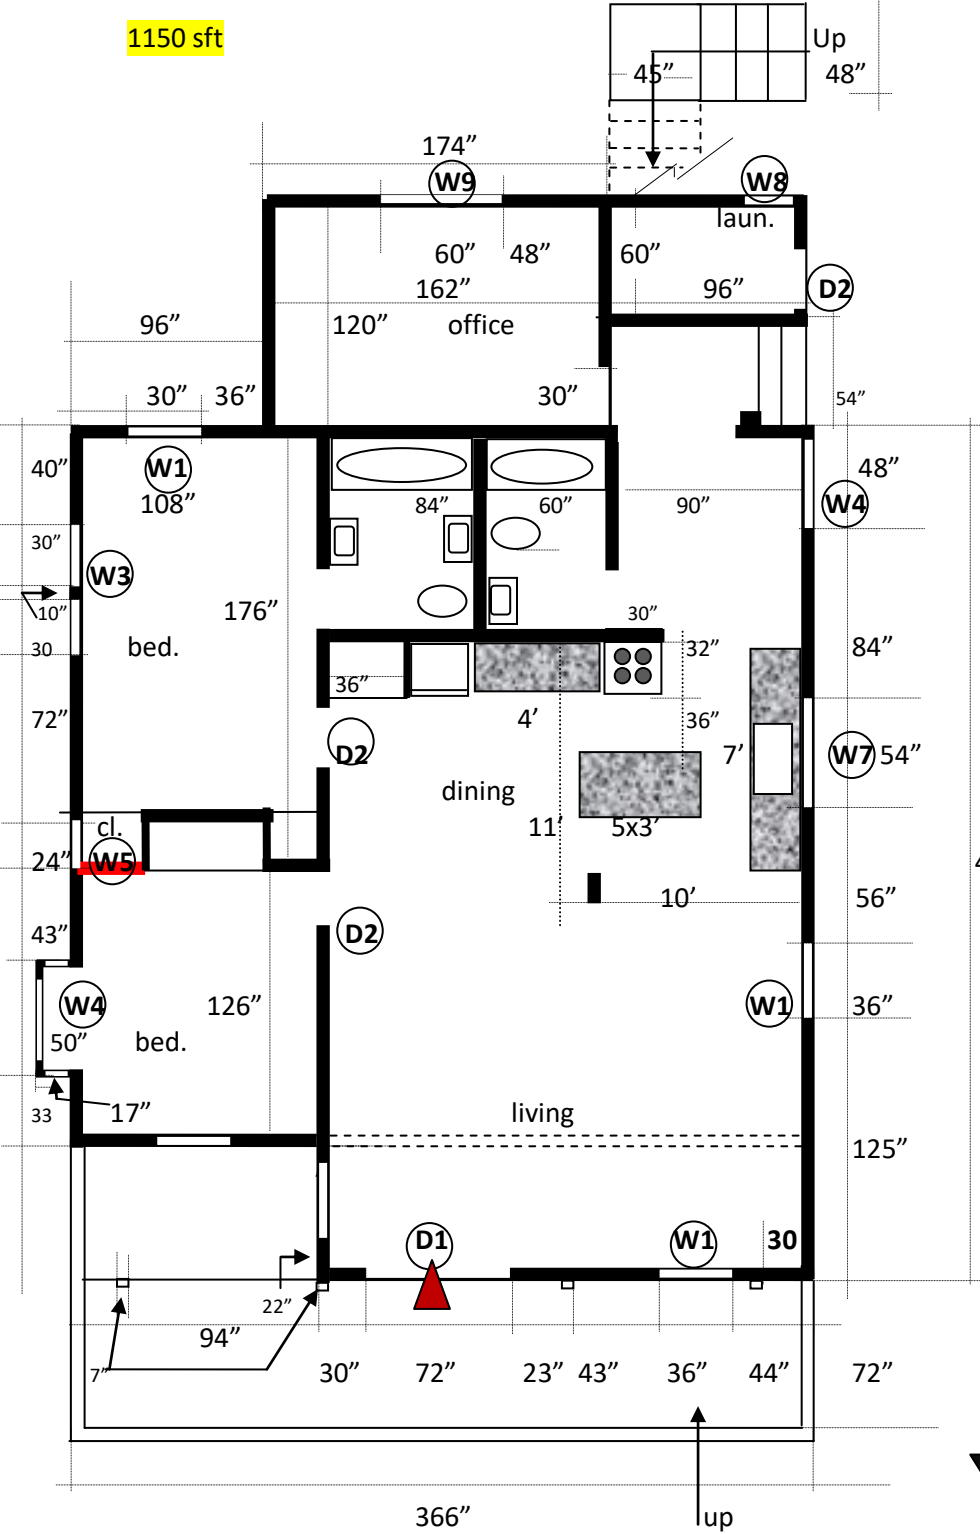 1150 sft
Up
45”
48”
174”
W9
W8
laun.
60”
48”
60”
162”
96”
D2
96”
120”
office
30”
36”
30”
54”
40”
W1
84”
60”
90”
48”
108”
W4
30”
W3
10”
176”
30”
30
bed.
32”
84”
36”
72”
4’
36”
D2
7’
W7
54”
dining
cl.
11’
5x3’
24”
W5
10’
56”
43”
D2
W4
126”
W1
36”
50”
bed.
33
17”
living
125”
D1
W1
30
22”
94”
7”
30”
72”
23”
43”
36”
44”
72”
366”
up